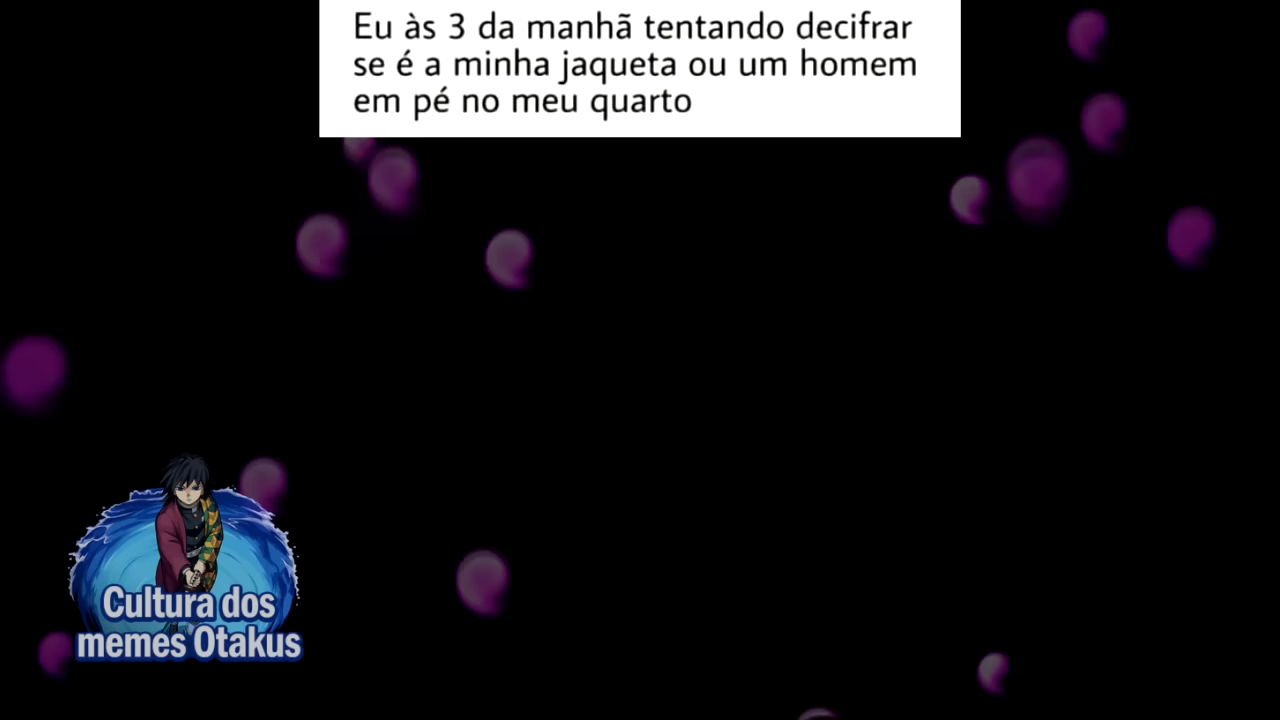 Eu às 3 da manhã tentando decifrar
se é a minha jaqueta ou um homem
em pé no meu quarto
Cultura dos
memes Otakus